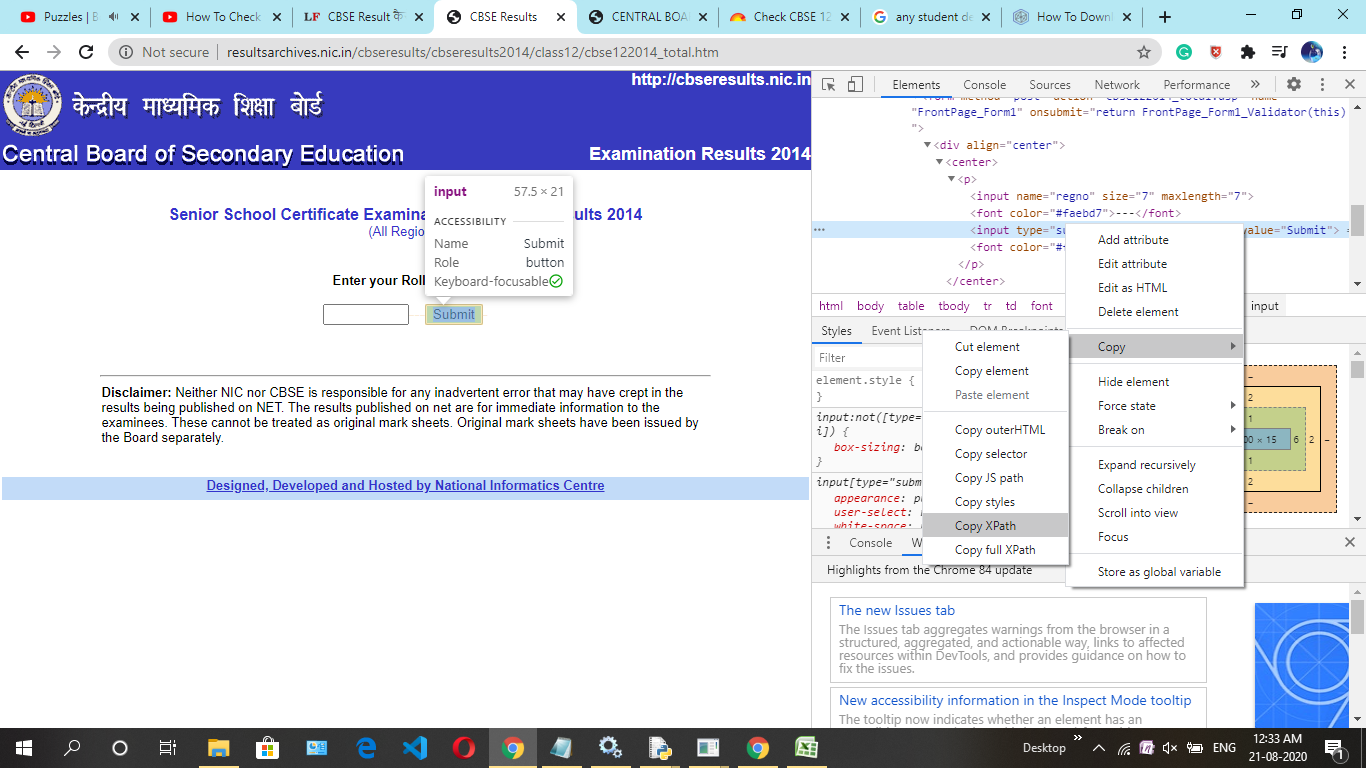 Puzzles | B
How To Check
CBSE Result के
CBSE Results
CENTRAL BOAR
Check CBSE 12
any student de
How To Downl
Not secure
resultsarchives.nic.in/cbseresults/cbseresults2014/class12/cbse122014_total.htm
http://cbseresults.nic.in
केन्द्रीय माध्यमिक शिक्षा बोर्ड
Central Board of Secondary Education
Examination Results 2014
Senior School Certificate Examina
ults 2014
(All Regio
input 57.5 × 21
ACCESSIBILITY
Name Submit
Role button
Keyboard-focusable
Enter your Roll
Submit
Disclaimer: Neither NIC nor CBSE is responsible for any inadvertent error that may have crept in the
results being published on NET. The results published on net are for immediate information to the
examinees. These cannot be treated as original mark sheets. Original mark sheets have been issued by
the Board separately.
Designed, Developed and Hosted by National Informatics Centre
Elements Console Sources Network Performance »
"FrontPage_Form1" onsubmit="return FrontPage_Form1_Validator(this)
">
<div align="center">
<center>
<p>
<input name="regno" size="7" maxlength="7">
<font color="#faebd7">---</font>
<input type="su
value="Submit"> =
<font color="#
</p>
</center>
html body table tbody tr td font
input
Styles Event Listeners DOM Breakpoints
Filter
element.style {
}
input:not([type=
i]) {
box-sizing: b
}
input[type="subm
appearance: pu
user-select:
white-space:
Add attribute
Edit attribute
Edit as HTML
Delete element
Copy
Hide element
Force state
Break on
Expand recursively
Collapse children
Scroll into view
Focus
Store as global variable
Cut element
Copy element
Paste element
Copy outerHTML
Copy selector
Copy JS path
Copy styles
Copy XPath
Copy full XPath
–
2
1
00 × 15 6 2 –
1
2
–
Console W
Highlights from the Chrome 84 update
The new Issues tab
The Issues tab aggregates warnings from the browser in a
structured, aggregated, and actionable way, links to affected
resources within DevTools, and provides guidance on how to
fix the issues.
New accessibility information in the Inspect Mode tooltip
The tooltip now indicates whether an element has an
Desktop » ENG
12:33 AM
21-08-2020
1